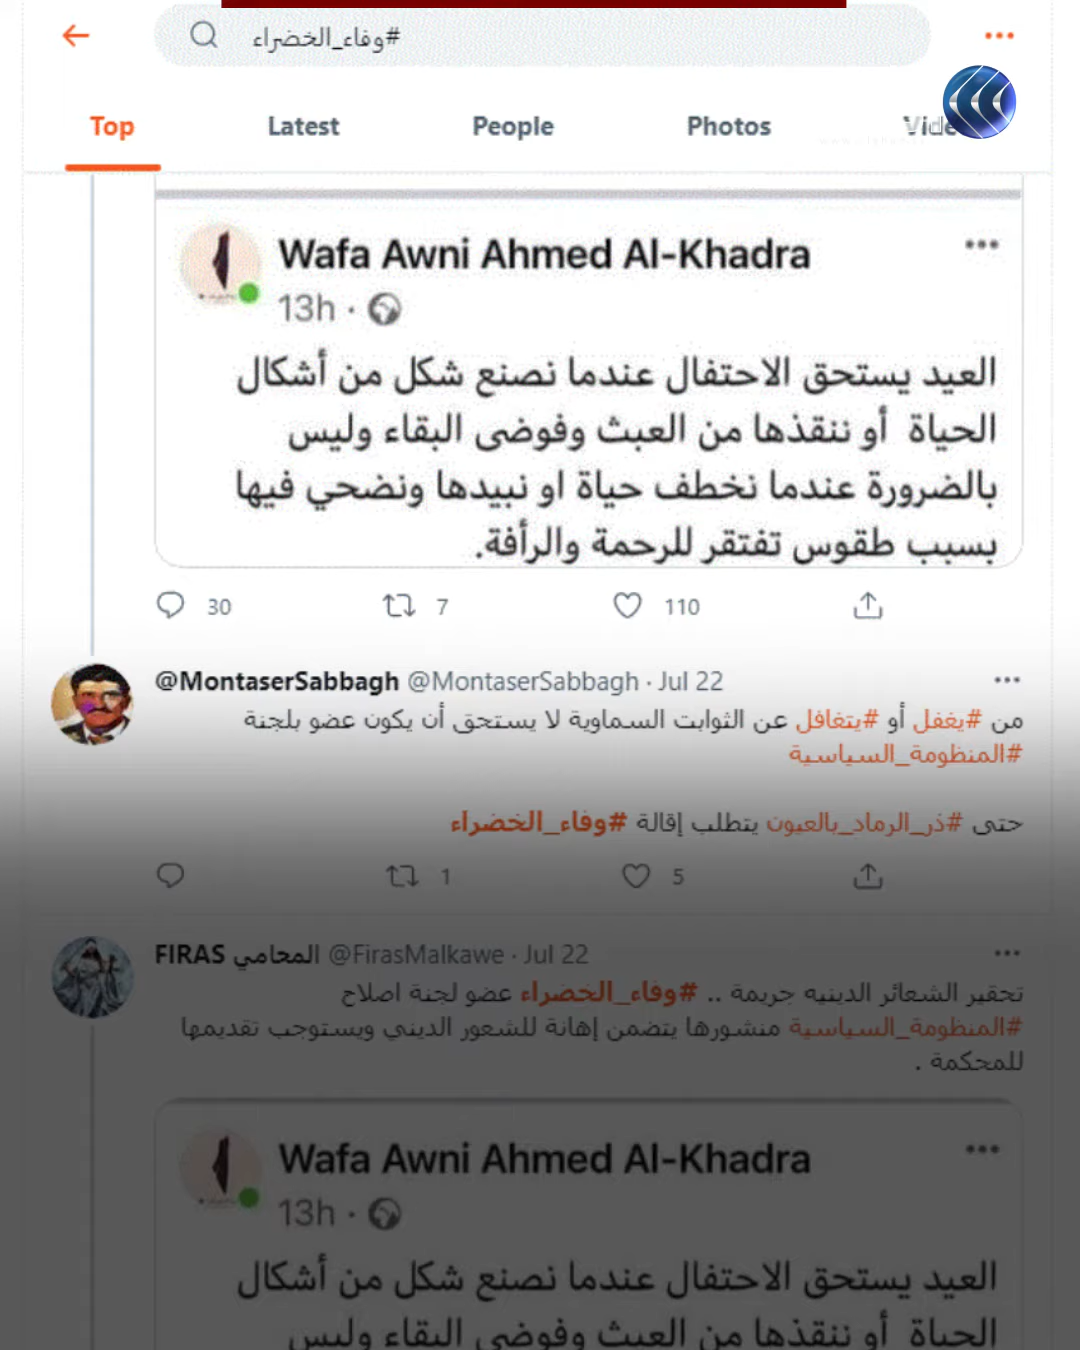 #وفاء_الخضراء
Top Latest People Photos
Wafa Awni Ahmed Al-Khadra
13h ·
العيد يستحق الاحتفال عندما نصنع شكل من أشكال
الحياة أو ننقذها من العبث وفوضى البقاء وليس
بالضرورة عندما نخطف حياة او نبيدها ونضحي فيها
بسبب طقوس تفتقر للرحمة والرأفة.
30 7 110
@MontaserSabbagh @MontaserSabbagh · Jul 22
من #يغفل أو #يتغافل عن الثوابت السماوية لا يستحق أن يكون عضو بلجنة
#المنظومة_السياسية
حتى #ذر_الرماد_بالعيون يتطلب إقالة #وفاء_الخضراء
1 5
FIRAS المحامي @FirasMalkawe · Jul 22
تحقير الشعائر الدينيه جريمة .. #وفاء_الخضراء عضو لجنة اصلاح
#المنظومة_السياسية منشورها يتضمن إهانة للشعور الديني ويستوجب تقديمها
للمحكمة .
Wafa Awni Ahmed Al-Khadra
13h ·
العيد يستحق الاحتفال عندما نصنع شكل من أشكال
الحياة أو ننقذها من العبث وفوضى البقاء وليس